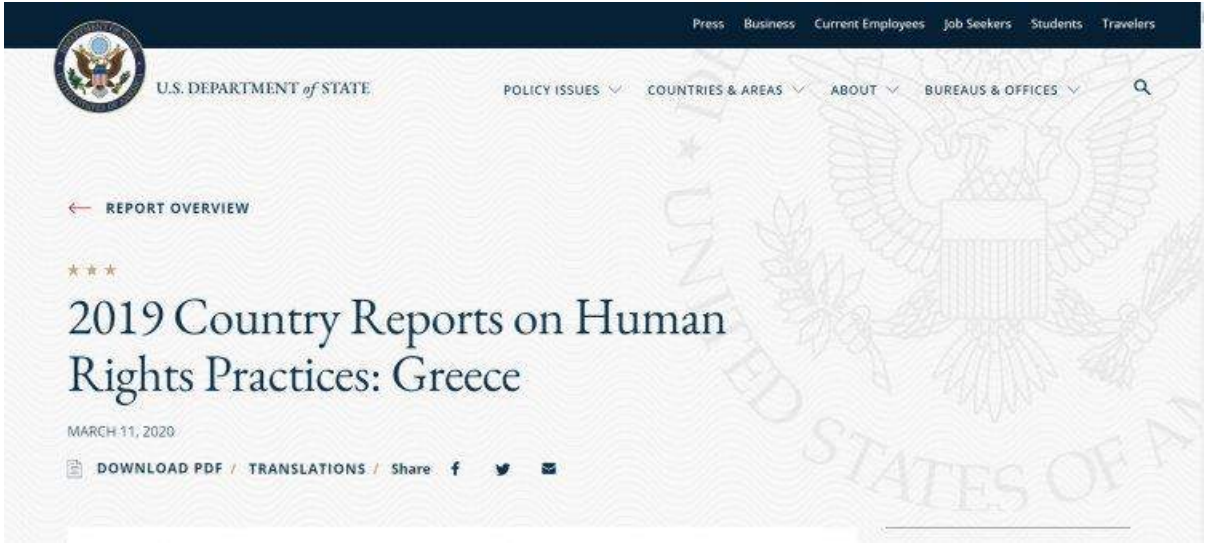 Press Business Current Employees Job Seekers Students Travelers
U.S. DEPARTMENT of STATE
POLICY ISSUES COUNTRIES & AREAS ABOUT BUREAUS & OFFICES
REPORT OVERVIEW
2019 Country Reports on Human
Rights Practices: Greece
MARCH 11, 2020
DOWNLOAD PDF / TRANSLATIONS / Share
UNITED STATES OF